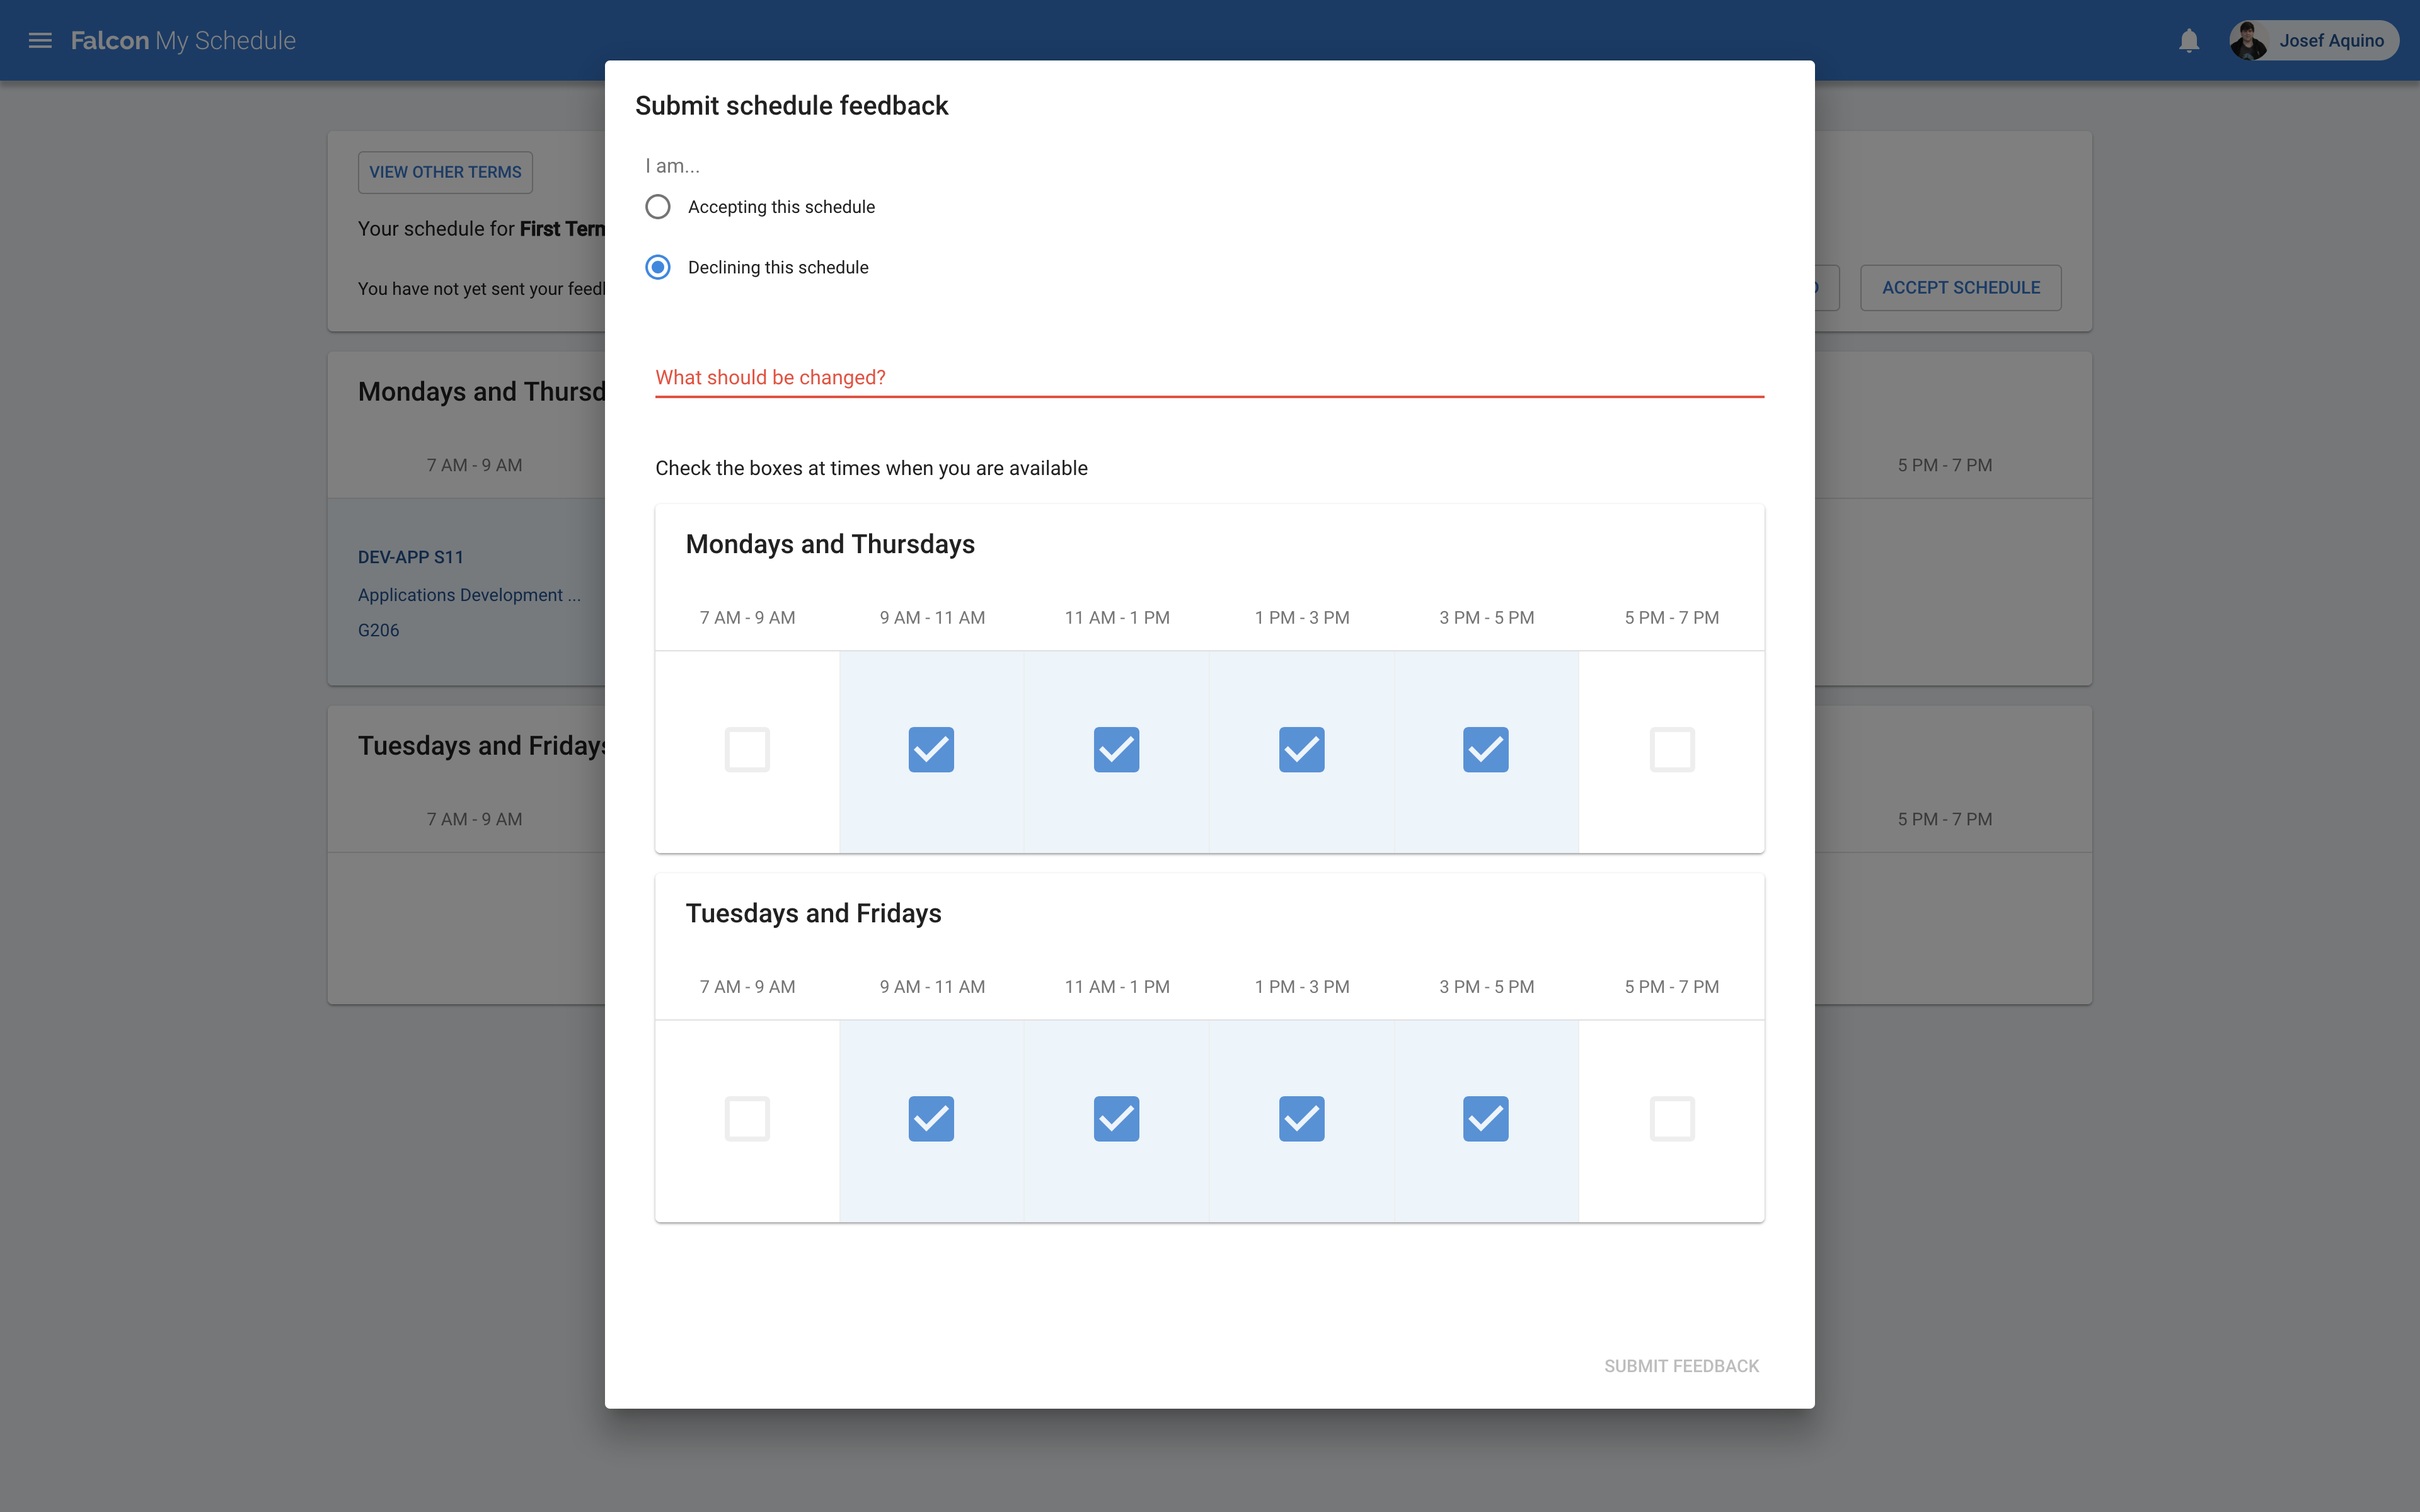 Falcon My Schedule
Josef Aquino
VIEW OTHER TERMS
Your schedule for First Tern
You have not yet sent your feed
ACCEPT SCHEDULE
Mondays and Thursd
7 AM - 9 AM
5 PM - 7 PM
DEV-APP S11
Applications Development ...
G206
Tuesdays and Fridays
7 AM - 9 AM
5 PM - 7 PM
Submit schedule feedback
I am...
Accepting this schedule
Declining this schedule
What should be changed?
Check the boxes at times when you are available
Mondays and Thursdays
7 AM - 9 AM 9 AM - 11 AM 11 AM - 1 PM 1 PM - 3 PM 3 PM - 5 PM 5 PM - 7 PM
Tuesdays and Fridays
7 AM - 9 AM 9 AM - 11 AM 11 AM - 1 PM 1 PM - 3 PM 3 PM - 5 PM 5 PM - 7 PM
SUBMIT FEEDBACK